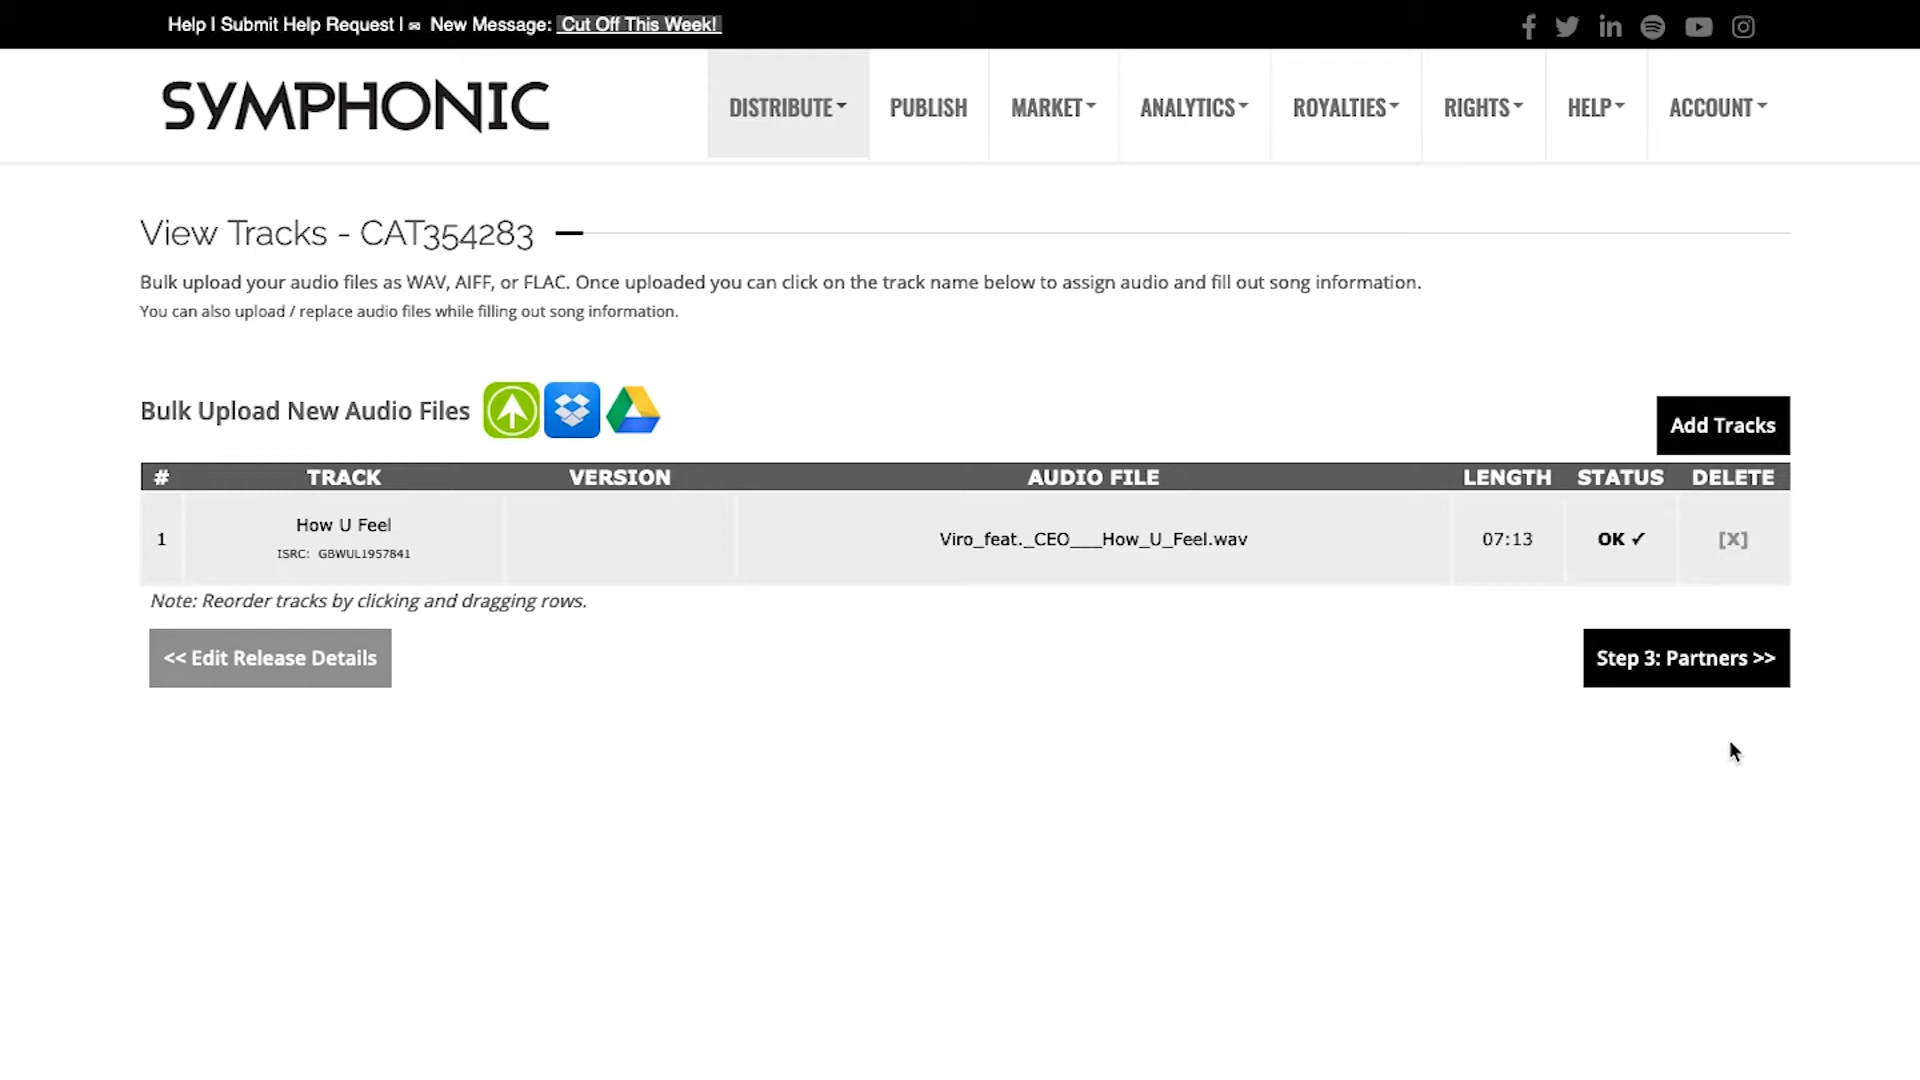 Help | Submit Help Request | ✉ New Message: Cut Off This Week!
SYMPHONIC
DISTRIBUTE PUBLISH MARKET ANALYTICS ROYALTIES RIGHTS HELP ACCOUNT
View Tracks - CAT354283
Bulk upload your audio files as WAV, AIFF, or FLAC. Once uploaded you can click on the track name below to assign audio and fill out song information.
You can also upload / replace audio files while filling out song information.
Bulk Upload New Audio Files
Add Tracks
# TRACK VERSION AUDIO FILE LENGTH STATUS DELETE
1 How U Feel Viro_feat._CEO___How_U_Feel.wav 07:13 OK ✓ [X]
ISRC: GBWUL1957841
Note: Reorder tracks by clicking and dragging rows.
<< Edit Release Details
Step 3: Partners >>